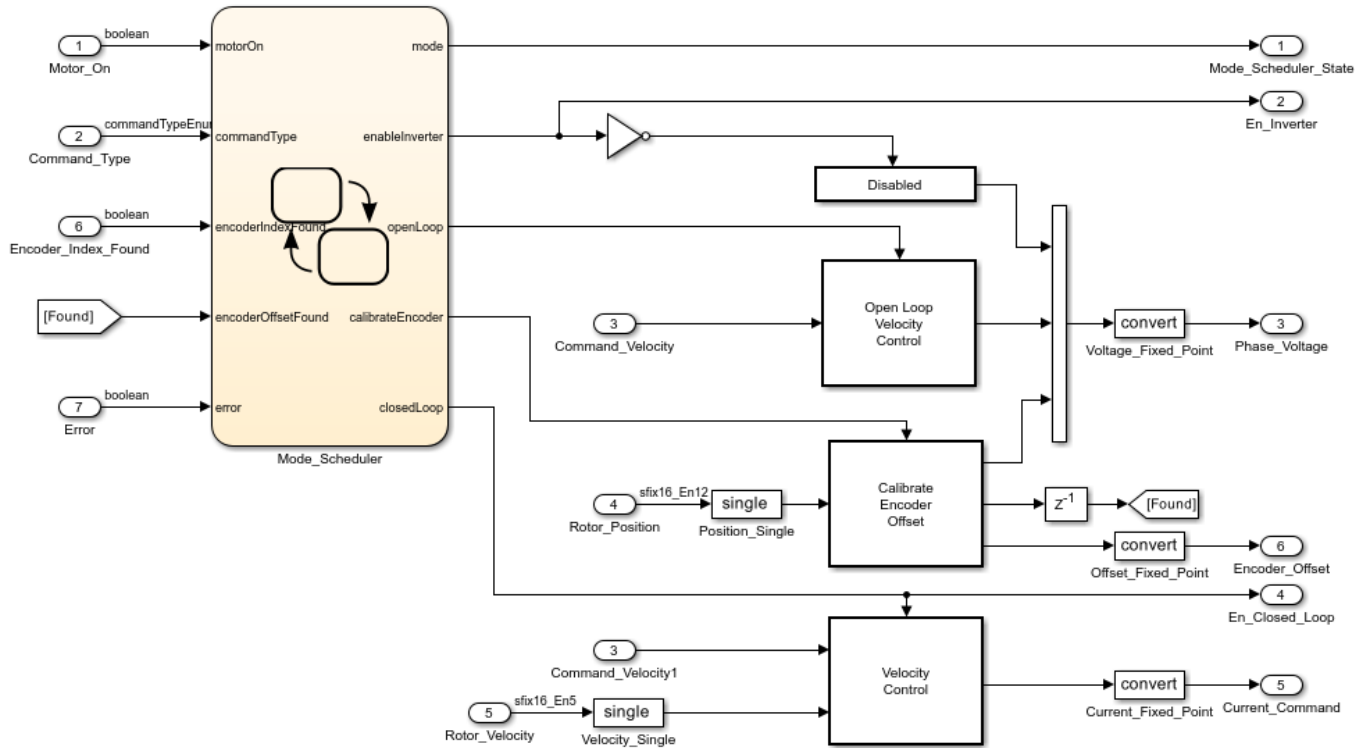 boolean
1
Motor_On
motorOn
mode
1
Mode_Scheduler_State
commandTypeEnum
2
Command_Type
commandType
enableInverter
2
En_Inverter
Disabled
boolean
6
Encoder_Index_Found
encoderIndexFound
openLoop
[Found]
encoderOffsetFound
calibrateEncoder
3
Command_Velocity
Open Loop
Velocity
Control
convert
Voltage_Fixed_Point
3
Phase_Voltage
boolean
7
Error
error
closedLoop
Mode_Scheduler
sfix16_En12
4
Rotor_Position
single
Position_Single
Calibrate
Encoder
Offset
z-1
[Found]
convert
Offset_Fixed_Point
6
Encoder_Offset
4
En_Closed_Loop
3
Command_Velocity1
sfix16_En5
5
Rotor_Velocity
single
Velocity_Single
Velocity
Control
convert
Current_Fixed_Point
5
Current_Command